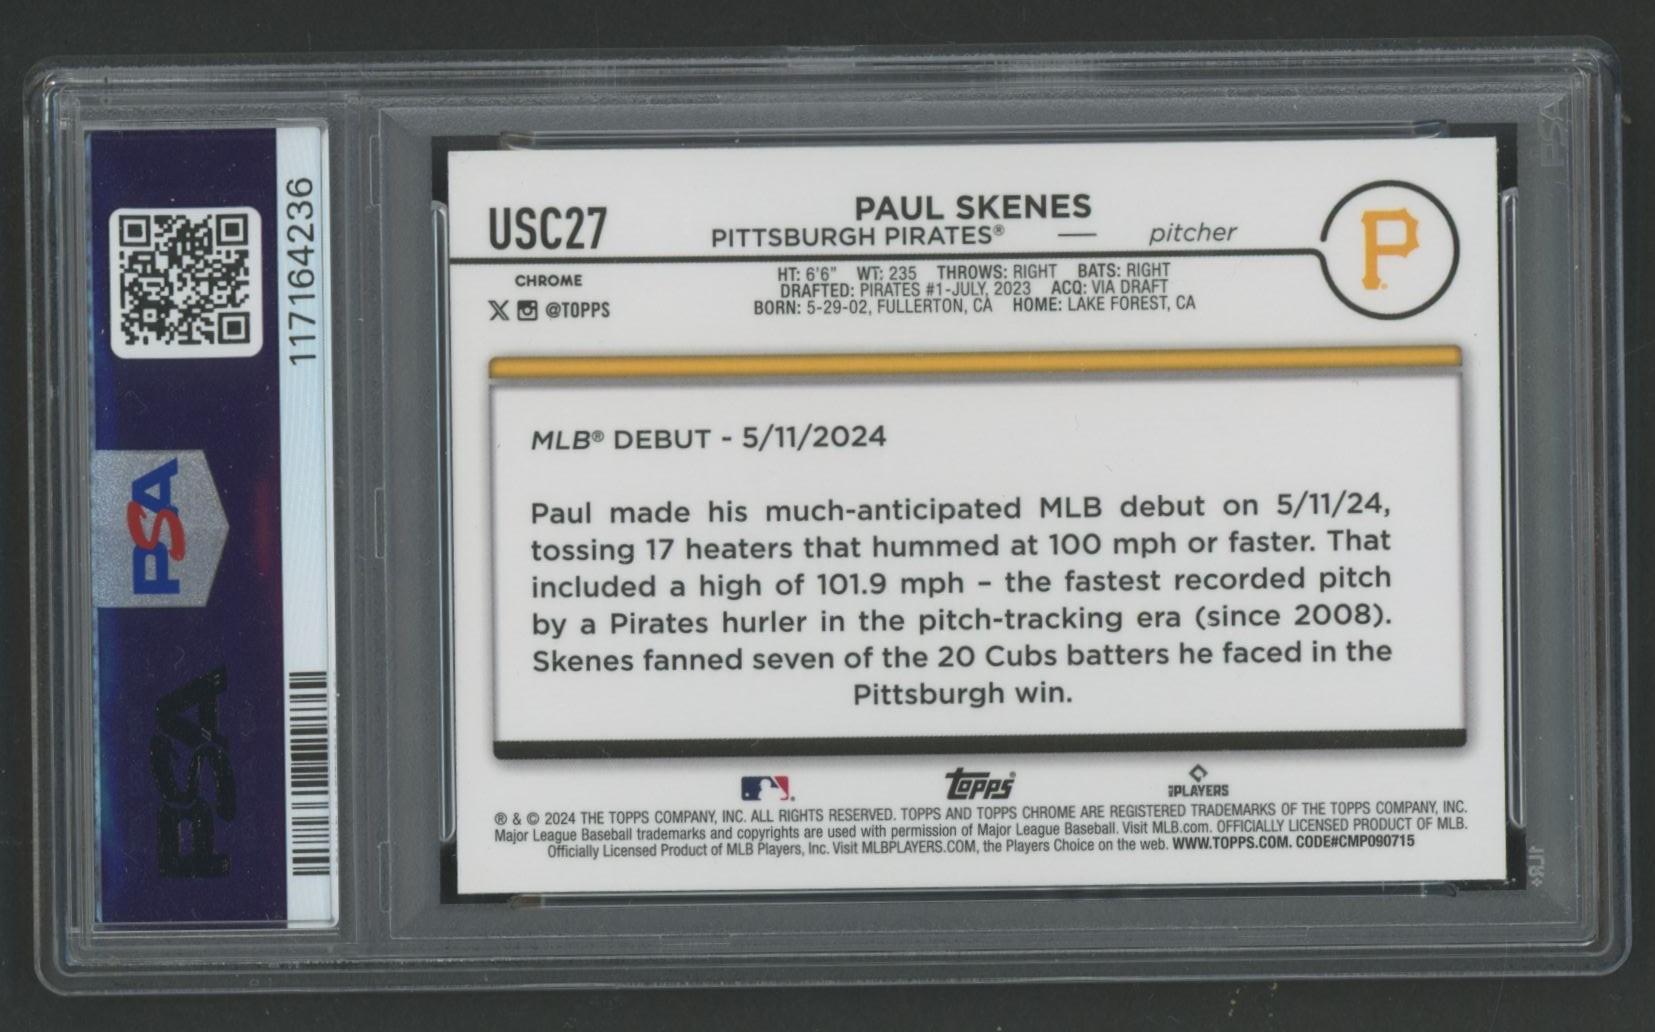 117164236
PSA
PSA
USC27
PAUL SKENES
PITTSBURGH PIRATES® — pitcher
P
CHROME
@TOPPS
HT: 6'6" WT: 235 THROWS: RIGHT BATS: RIGHT
DRAFTED: PIRATES #1-JULY, 2023 ACQ: VIA DRAFT
BORN: 5-29-02, FULLERTON, CA HOME: LAKE FOREST, CA
MLB® DEBUT - 5/11/2024
Paul made his much-anticipated MLB debut on 5/11/24,
tossing 17 heaters that hummed at 100 mph or faster. That
included a high of 101.9 mph – the fastest recorded pitch
by a Pirates hurler in the pitch-tracking era (since 2008).
Skenes fanned seven of the 20 Cubs batters he faced in the
Pittsburgh win.
Topps®
MLB PLAYERS
® & © 2024 THE TOPPS COMPANY, INC. ALL RIGHTS RESERVED. TOPPS AND TOPPS CHROME ARE REGISTERED TRADEMARKS OF THE TOPPS COMPANY, INC.
Major League Baseball trademarks and copyrights are used with permission of Major League Baseball. Visit MLB.com. OFFICIALLY LICENSED PRODUCT OF MLB.
Officially Licensed Product of MLB Players, Inc. Visit MLBPLAYERS.COM, the Players Choice on the web. WWW.TOPPS.COM. CODE#CMP090715
PSA
1LR+